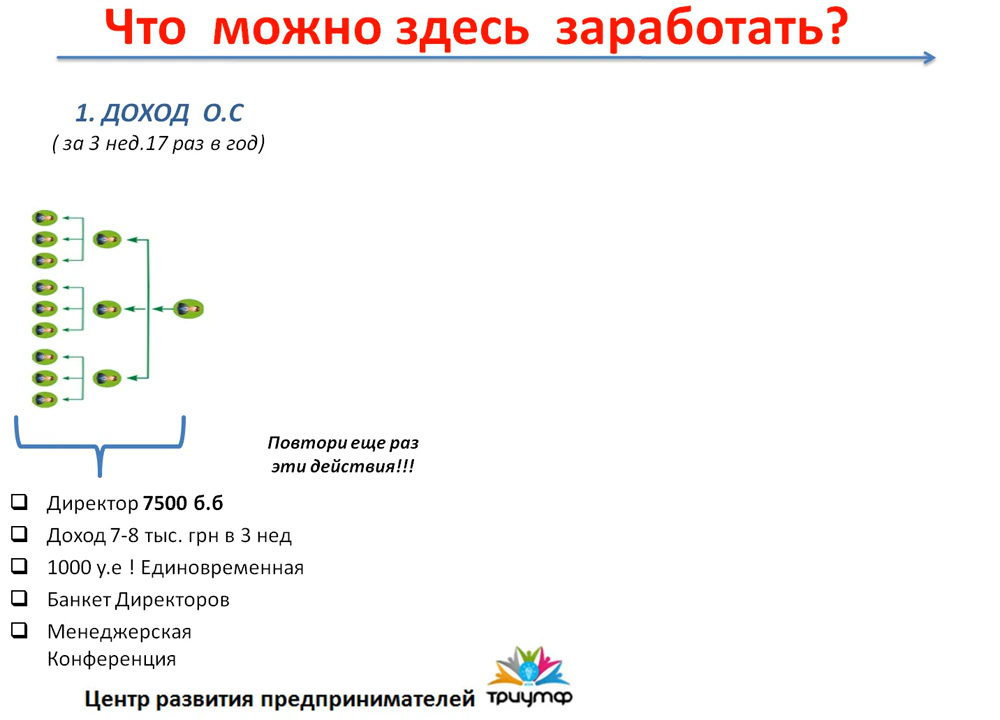 Что можно здесь заработать?
1. ДОХОД О.С
( за 3 нед.17 раз в год)
Повтори еще раз
эти действия!!!
Директор 7500 б.б
Доход 7-8 тыс. грн в 3 нед
1000 у.е ! Единовременная
Банкет Директоров
Менеджерская
Конференция
Центр развития предпринимателей
триумф